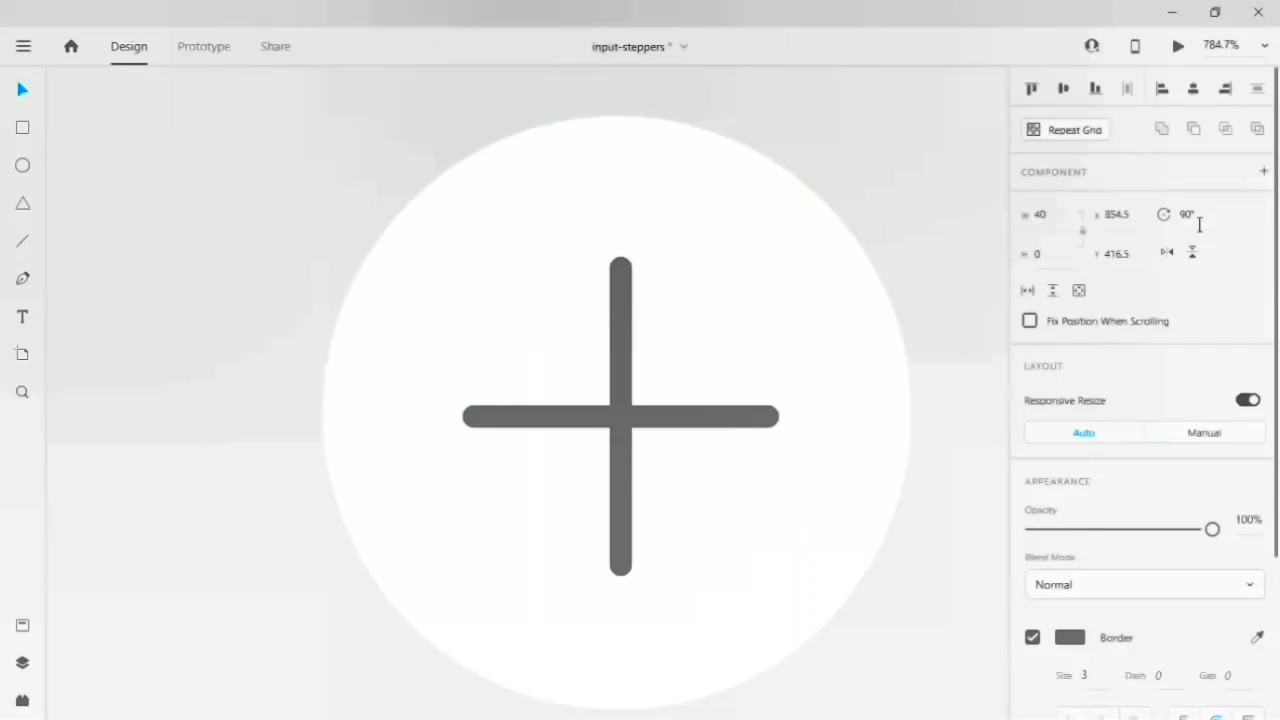 Design Prototype Share input-steppers * 784.7%
Repeat Grid
COMPONENT +
W 40 X 854.5 90°
H 0 Y 416.5
Fix Position When Scrolling
LAYOUT
Responsive Resize
Auto Manual
APPEARANCE
Opacity
100%
Blend Mode
Normal
Border
Size 3 Dash 0 Gap 0
T